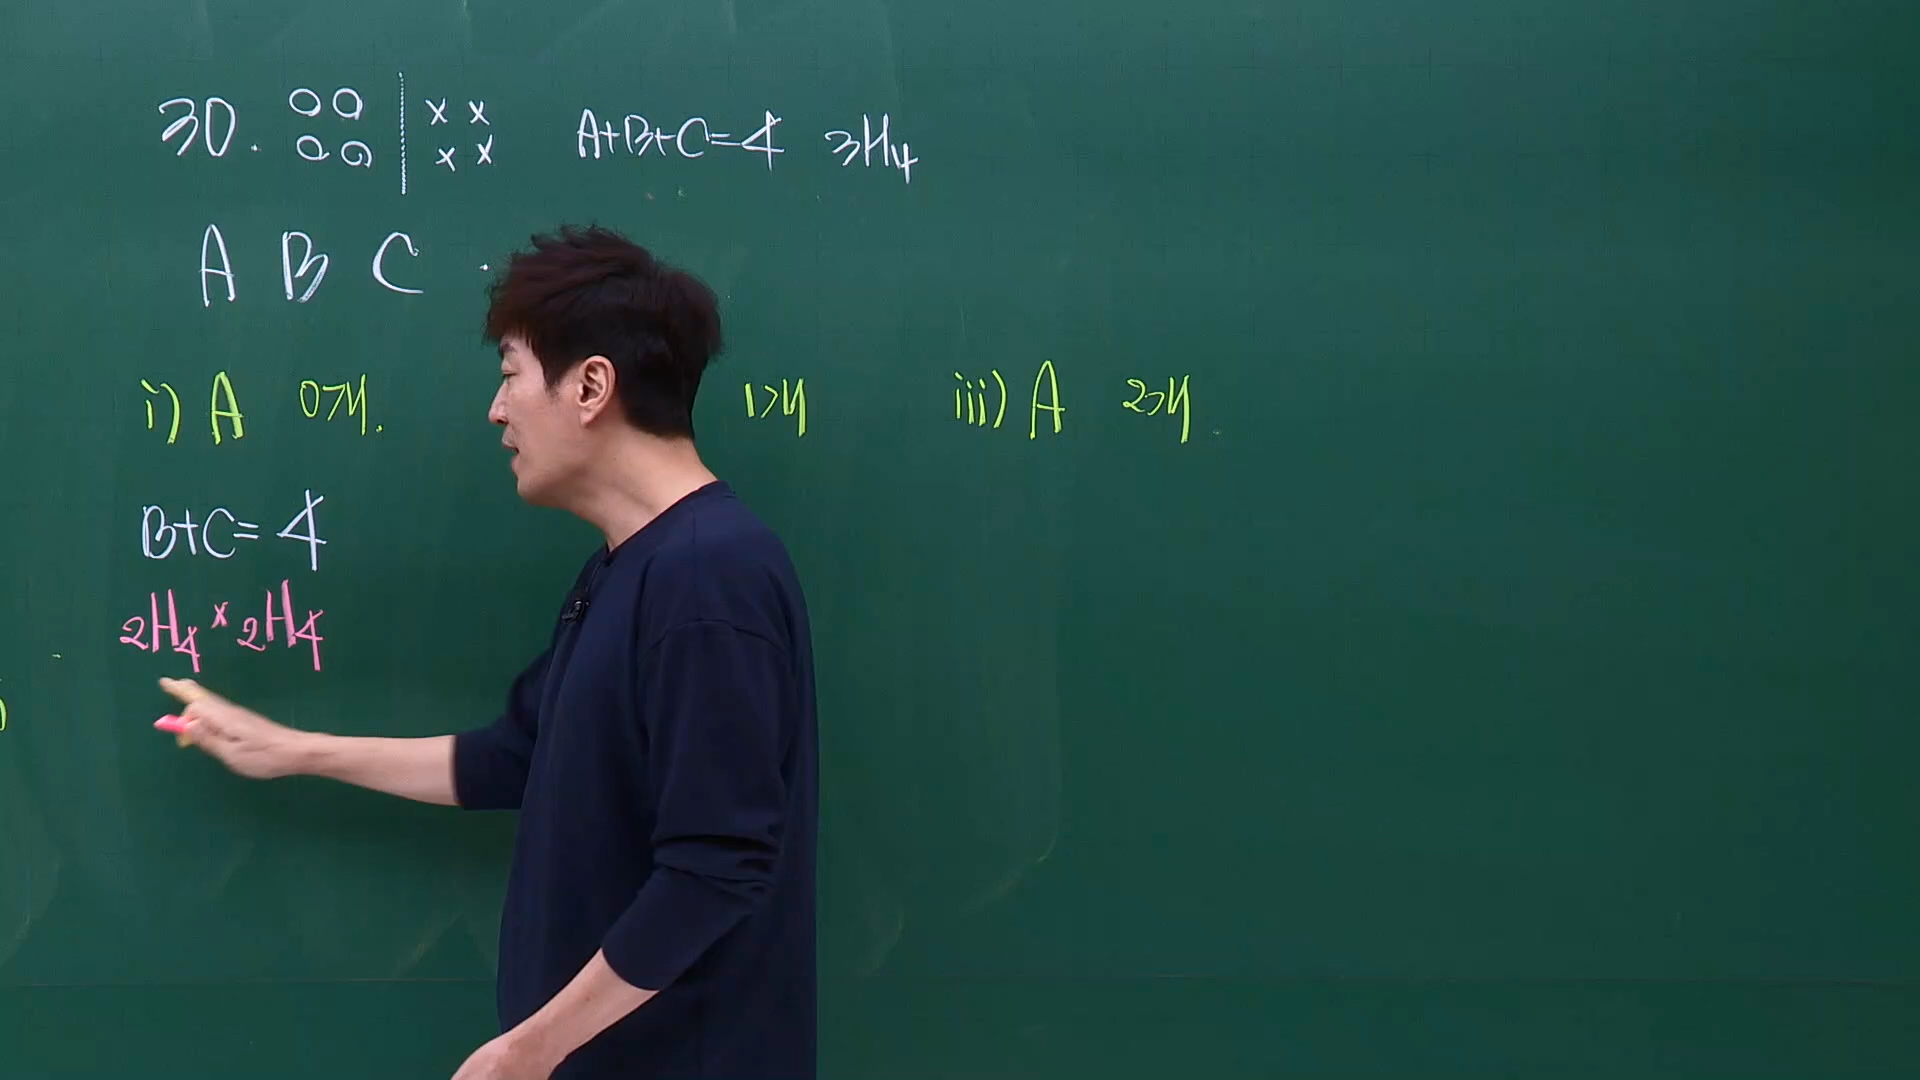 30. ○○ | × ×
○○ | × ×
A+B+C=4 ₃H₄
A B C
i) A 0개.
1개
iii) A 2개.
B+C=4
₂H₄ × ₂H₄